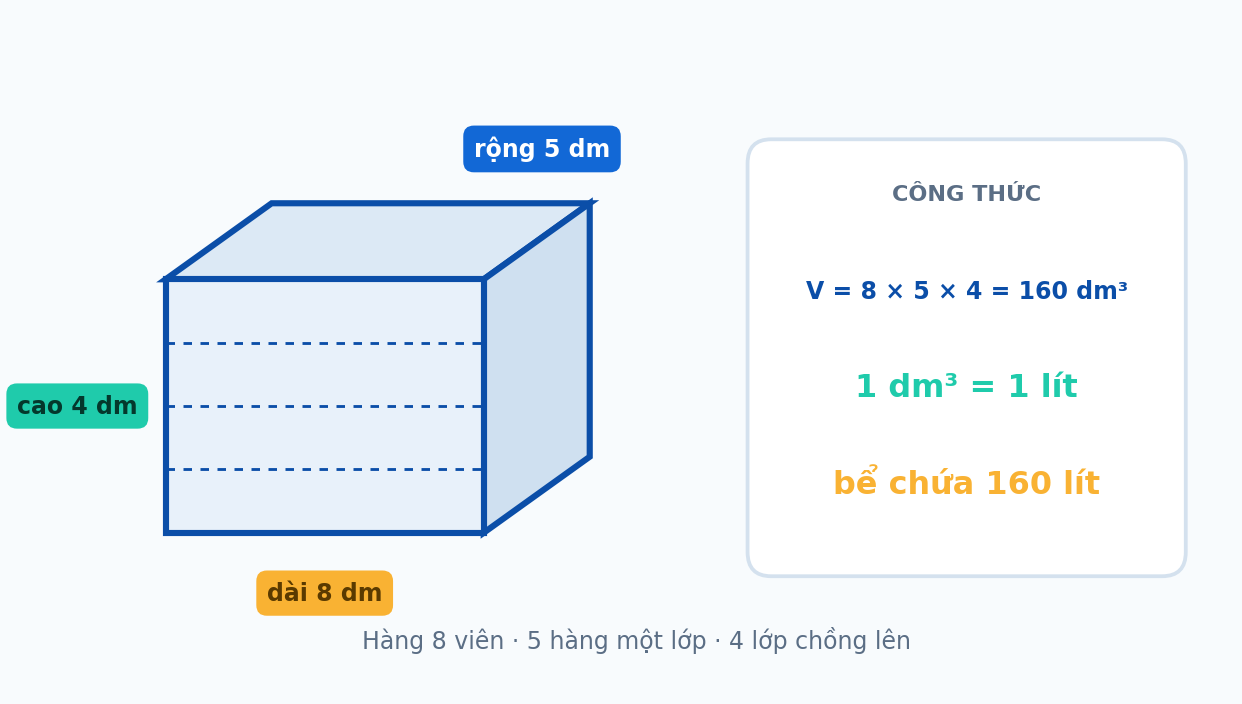 rộng 5 dm
cao 4 dm
dài 8 dm
CÔNG THỨC
V = 8 × 5 × 4 = 160 dm³
1 dm³ = 1 lít
bể chứa 160 lít
Hàng 8 viên · 5 hàng một lớp · 4 lớp chồng lên